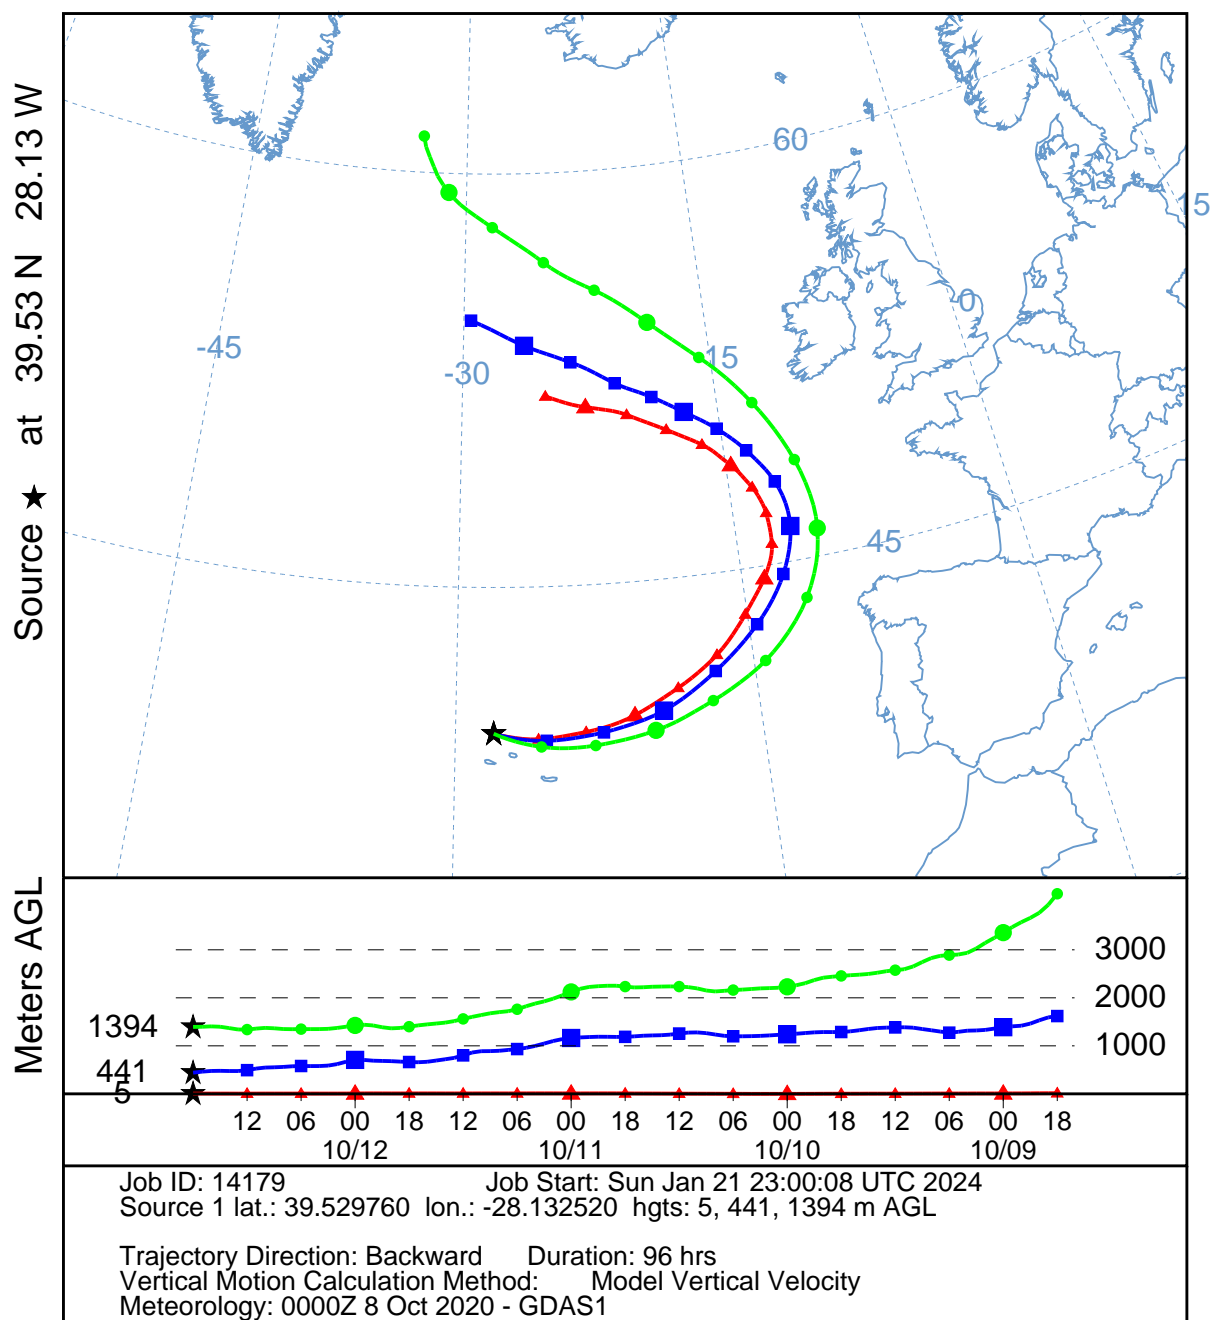 Source ★ at 39.53 N 28.13 W
60
15
0
-45
15
-30
45
Meters AGL
3000
2000
1394
1000
441
5
12 06 00 18 12 06 00 18 12 06 00 18 12 06 00 18
10/12 10/11 10/10 10/09
Job ID: 14179 Job Start: Sun Jan 21 23:00:08 UTC 2024
Source 1 lat.: 39.529760 lon.: -28.132520 hgts: 5, 441, 1394 m AGL
Trajectory Direction: Backward Duration: 96 hrs
Vertical Motion Calculation Method: Model Vertical Velocity
Meteorology: 0000Z 8 Oct 2020 - GDAS1